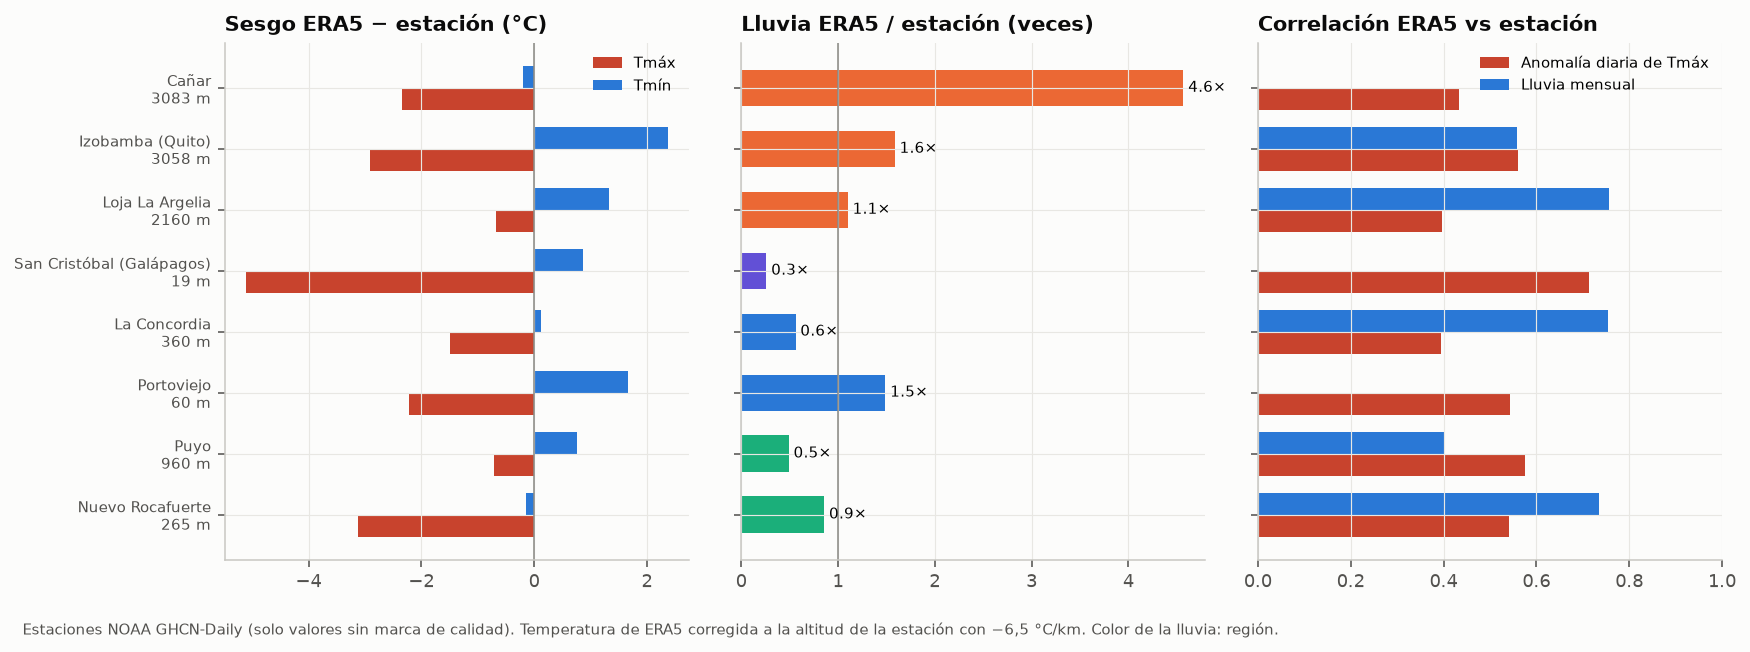 Sesgo ERA5 − estación (°C)
Tmáx
Tmín
Cañar
3083 m
Izobamba (Quito)
3058 m
Loja La Argelia
2160 m
San Cristóbal (Galápagos)
19 m
La Concordia
360 m
Portoviejo
60 m
Puyo
960 m
Nuevo Rocafuerte
265 m
−4 −2 0 2
Lluvia ERA5 / estación (veces)
4.6×
1.6×
1.1×
0.3×
0.6×
1.5×
0.5×
0.9×
0 1 2 3 4
Correlación ERA5 vs estación
Anomalía diaria de Tmáx
Lluvia mensual
0.0 0.2 0.4 0.6 0.8 1.0
Estaciones NOAA GHCN-Daily (solo valores sin marca de calidad). Temperatura de ERA5 corregida a la altitud de la estación con −6,5 °C/km. Color de la lluvia: región.